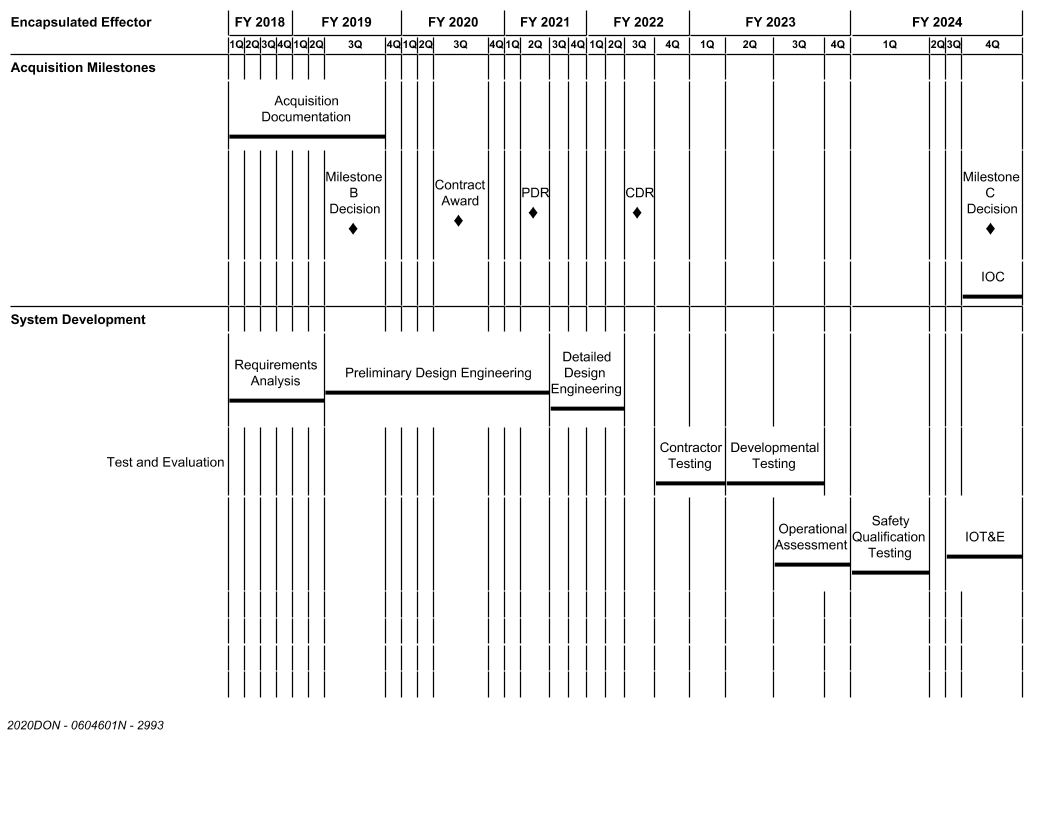 Encapsulated Effector FY 2018 FY 2019 FY 2020 FY 2021 FY 2022 FY 2023 FY 2024
1Q 2Q 3Q 4Q 1Q 2Q 3Q 4Q 1Q 2Q 3Q 4Q 1Q 2Q 3Q 4Q 1Q 2Q 3Q 4Q 1Q 2Q 3Q 4Q 1Q 2Q 3Q 4Q
Acquisition Milestones
Acquisition
Documentation
Milestone
B
Decision
Contract
Award
PDR
CDR
Milestone
C
Decision
IOC
System Development
Requirements
Analysis
Preliminary Design Engineering
Detailed
Design
Engineering
Test and Evaluation
Contractor
Testing
Developmental
Testing
Operational
Assessment
Safety
Qualification
Testing
IOT&E
2020DON - 0604601N - 2993